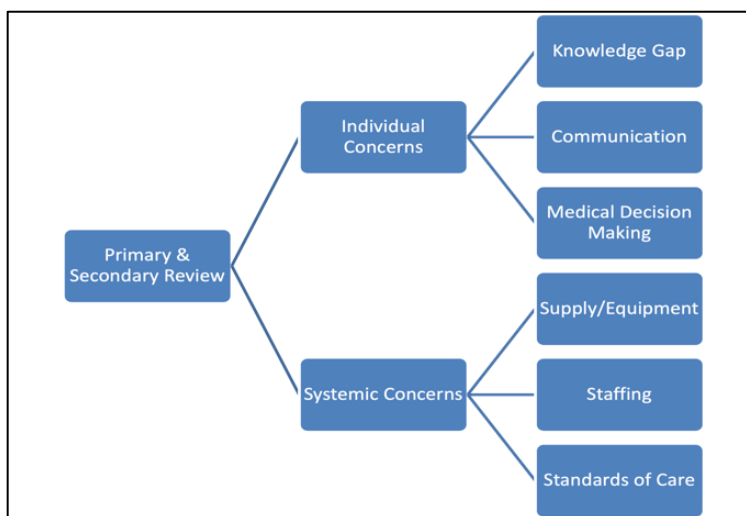 Primary &
Secondary Review
Individual
Concerns
Knowledge Gap
Communication
Medical Decision
Making
Systemic Concerns
Supply/Equipment
Staffing
Standards of Care